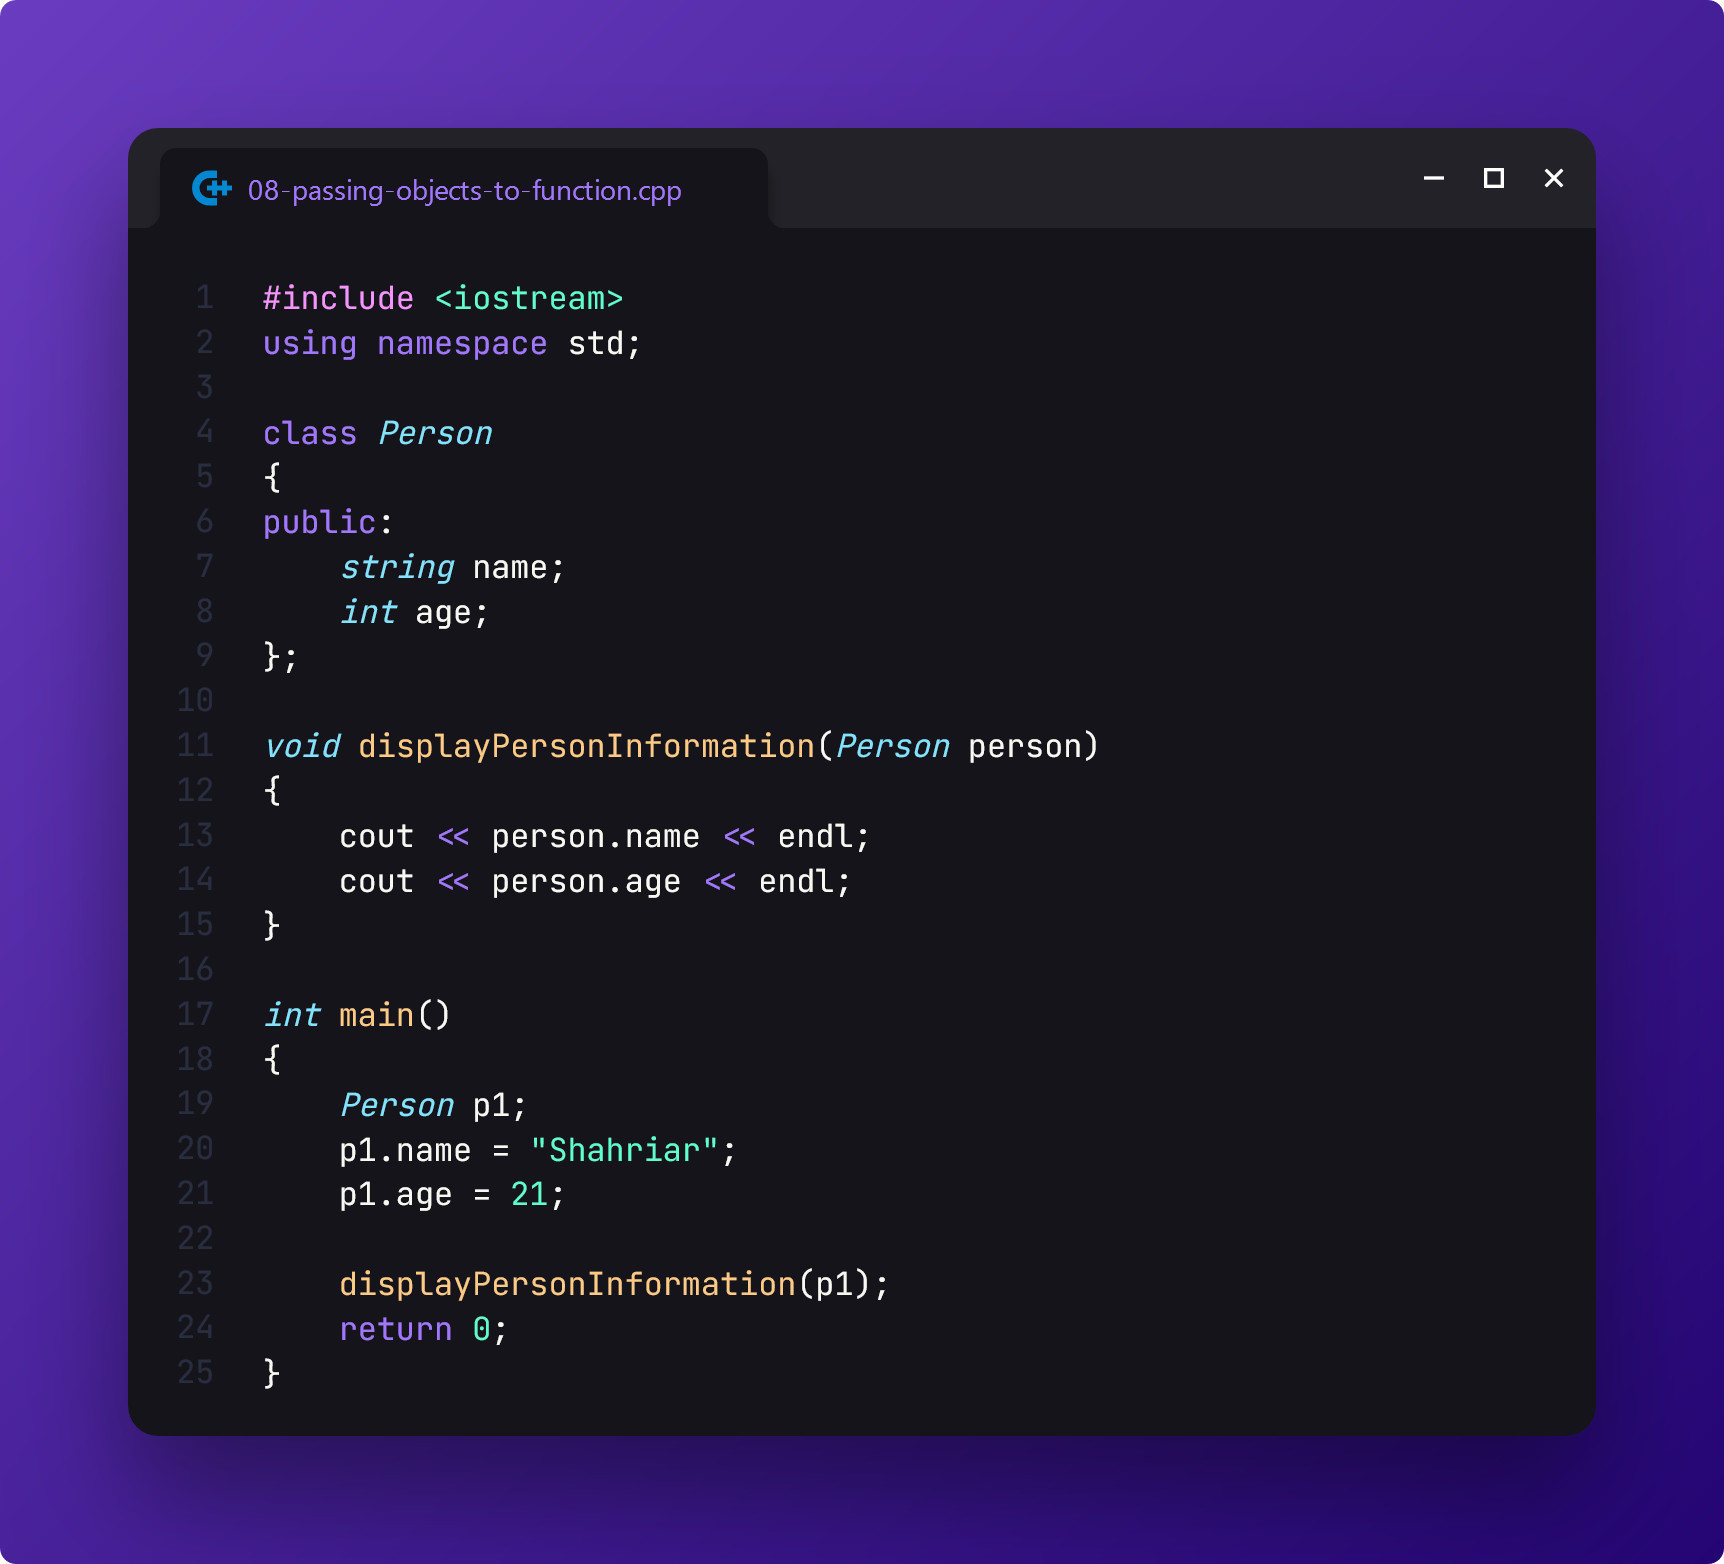 08-passing-objects-to-function.cpp
1 #include <iostream>
2 using namespace std;
3
4 class Person
5 {
6 public:
7     string name;
8     int age;
9 };
10
11 void displayPersonInformation(Person person)
12 {
13     cout << person.name << endl;
14     cout << person.age << endl;
15 }
16
17 int main()
18 {
19     Person p1;
20     p1.name = "Shahriar";
21     p1.age = 21;
22
23     displayPersonInformation(p1);
24     return 0;
25 }